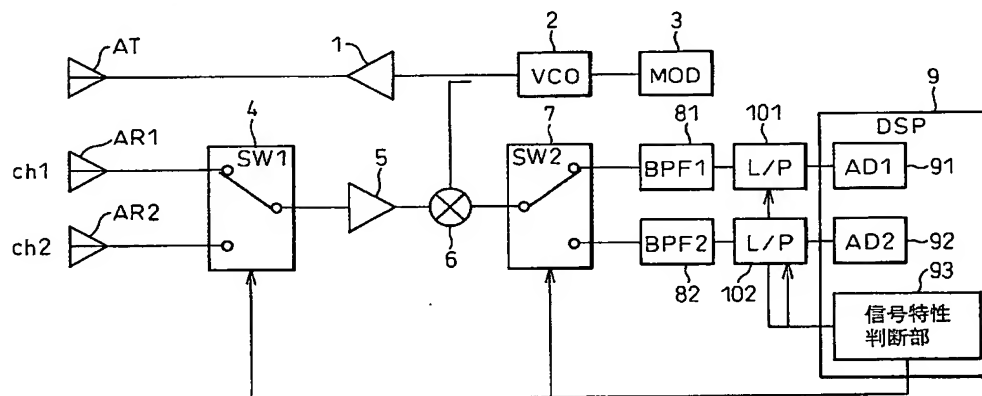 AT
1
2
VCO
3
MOD
9
DSP
ch1
AR1
4
SW1
5
6
7
SW2
81
BPF1
101
L/P
AD1
91
ch2
AR2
BPF2
82
L/P
102
AD2
92
93
信号特性
判断部